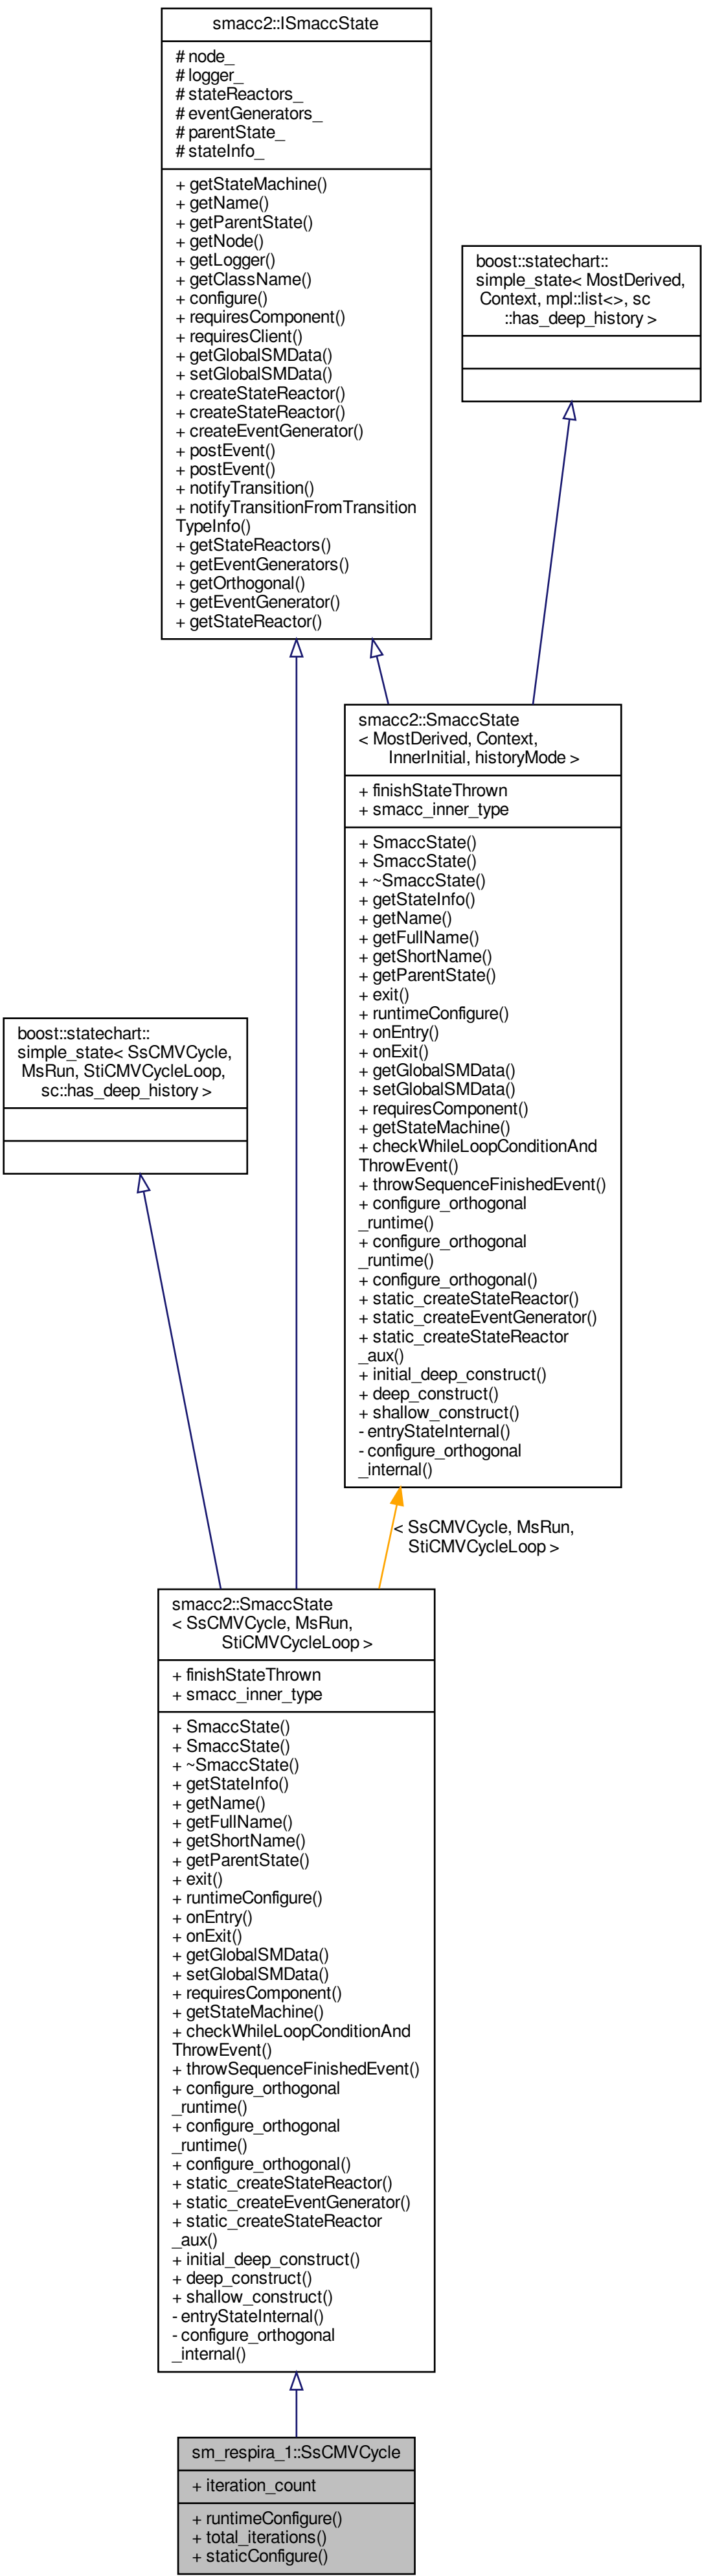 smacc2::ISmaccState
# node_
# logger_
# stateReactors_
# eventGenerators_
# parentState_
# stateInfo_
+ getStateMachine()
+ getName()
+ getParentState()
+ getNode()
+ getLogger()
+ getClassName()
+ configure()
+ requiresComponent()
+ requiresClient()
+ getGlobalSMData()
+ setGlobalSMData()
+ createStateReactor()
+ createStateReactor()
+ createEventGenerator()
+ postEvent()
+ postEvent()
+ notifyTransition()
+ notifyTransitionFromTransition
TypeInfo()
+ getStateReactors()
+ getEventGenerators()
+ getOrthogonal()
+ getEventGenerator()
+ getStateReactor()
boost::statechart::
simple_state< MostDerived,
Context, mpl::list<>, sc
::has_deep_history >
smacc2::SmaccState
< MostDerived, Context,
InnerInitial, historyMode >
+ finishStateThrown
+ smacc_inner_type
+ SmaccState()
+ SmaccState()
+ ~SmaccState()
+ getStateInfo()
+ getName()
+ getFullName()
+ getShortName()
+ getParentState()
+ exit()
+ runtimeConfigure()
+ onEntry()
+ onExit()
+ getGlobalSMData()
+ setGlobalSMData()
+ requiresComponent()
+ getStateMachine()
+ checkWhileLoopConditionAnd
ThrowEvent()
+ throwSequenceFinishedEvent()
+ configure_orthogonal
_runtime()
+ configure_orthogonal
_runtime()
+ configure_orthogonal()
+ static_createStateReactor()
+ static_createEventGenerator()
+ static_createStateReactor
_aux()
+ initial_deep_construct()
+ deep_construct()
+ shallow_construct()
- entryStateInternal()
- configure_orthogonal
_internal()
boost::statechart::
simple_state< SsCMVCycle,
MsRun, StiCMVCycleLoop,
sc::has_deep_history >
< SsCMVCycle, MsRun,
StiCMVCycleLoop >
smacc2::SmaccState
< SsCMVCycle, MsRun,
StiCMVCycleLoop >
+ finishStateThrown
+ smacc_inner_type
+ SmaccState()
+ SmaccState()
+ ~SmaccState()
+ getStateInfo()
+ getName()
+ getFullName()
+ getShortName()
+ getParentState()
+ exit()
+ runtimeConfigure()
+ onEntry()
+ onExit()
+ getGlobalSMData()
+ setGlobalSMData()
+ requiresComponent()
+ getStateMachine()
+ checkWhileLoopConditionAnd
ThrowEvent()
+ throwSequenceFinishedEvent()
+ configure_orthogonal
_runtime()
+ configure_orthogonal
_runtime()
+ configure_orthogonal()
+ static_createStateReactor()
+ static_createEventGenerator()
+ static_createStateReactor
_aux()
+ initial_deep_construct()
+ deep_construct()
+ shallow_construct()
- entryStateInternal()
- configure_orthogonal
_internal()
sm_respira_1::SsCMVCycle
+ iteration_count
+ runtimeConfigure()
+ total_iterations()
+ staticConfigure()